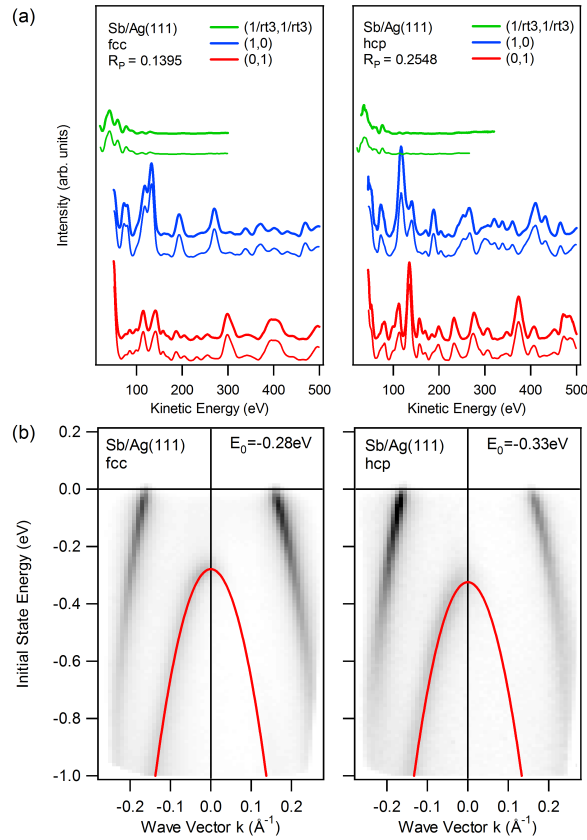 (a)
Sb/Ag(111)
fcc
R_P = 0.1395
(1/rt3,1/rt3)
(1,0)
(0,1)
Sb/Ag(111)
hcp
R_P = 0.2548
(1/rt3,1/rt3)
(1,0)
(0,1)
Intensity (arb. units)
100 200 300 400 500
Kinetic Energy (eV)
100 200 300 400 500
Kinetic Energy (eV)
(b)
Sb/Ag(111)
fcc
E_0=-0.28eV
Sb/Ag(111)
hcp
E_0=-0.33eV
Initial State Energy (eV)
0.2
0.0
-0.2
-0.4
-0.6
-0.8
-1.0
-0.2 -0.1 0.0 0.1 0.2
Wave Vector k (Å⁻¹)
-0.2 -0.1 0.0 0.1 0.2
Wave Vector k (Å⁻¹)